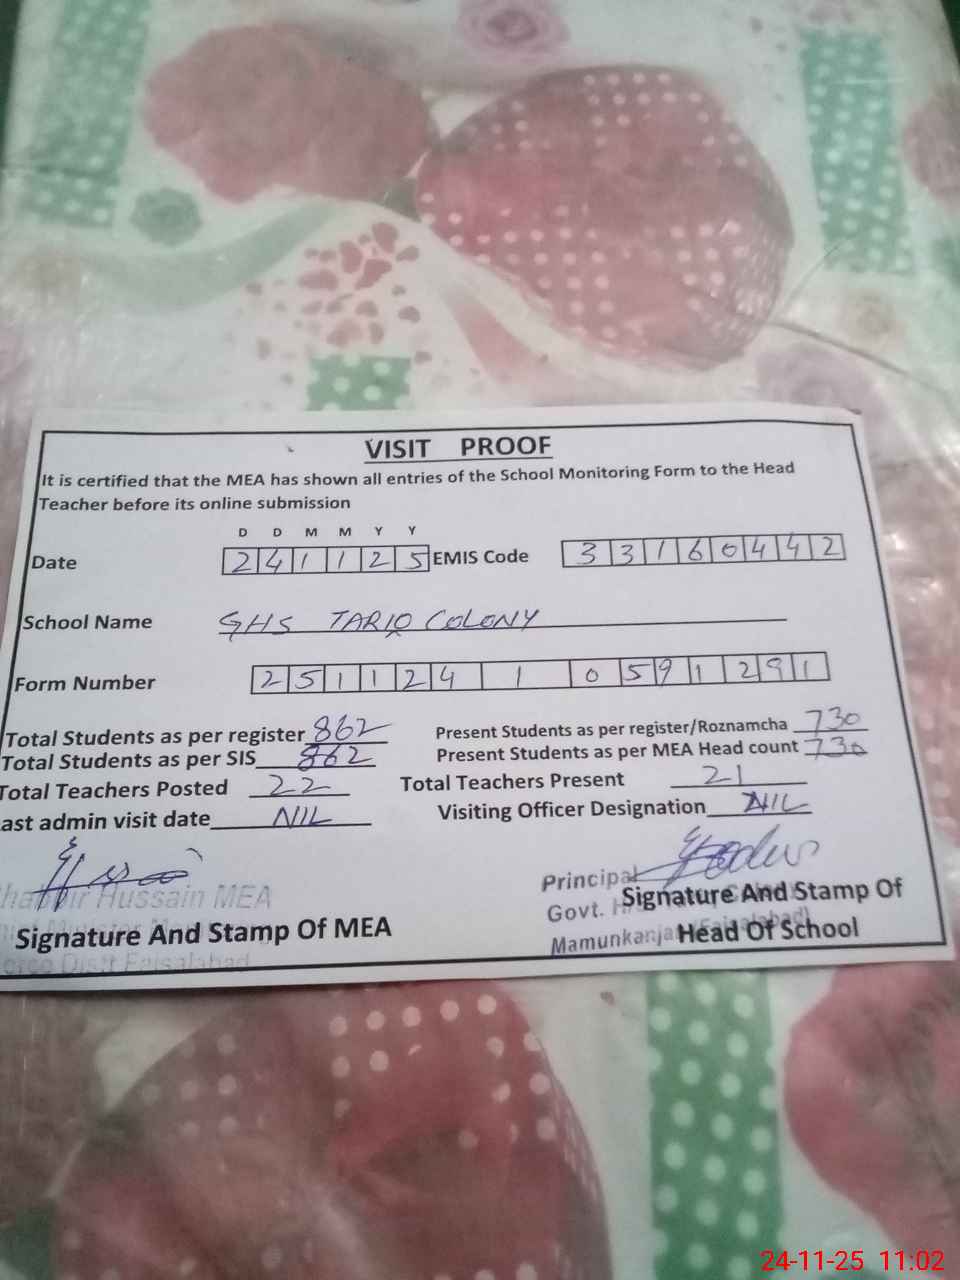 VISIT PROOF
It is certified that the MEA has shown all entries of the School Monitoring Form to the Head
Teacher before its online submission
D D M M Y Y
Date 2 4 1 1 2 5 EMIS Code 3 3 1 6 0 4 4 2
School Name GHS TARIQ COLONY
Form Number 2 5 1 1 2 4 1 0 5 9 1 2 9 1
Total Students as per register 862 Present Students as per register/Roznamcha 730
Total Students as per SIS 862 Present Students as per MEA Head count 730
Total Teachers Posted 22 Total Teachers Present 21
ast admin visit date NIL Visiting Officer Designation NIL
Hussain MEA
Signature And Stamp Of MEA
Distt Faisalabad
Principal
Signature And Stamp Of
Govt.
Mamunkanja (Faisalabad)
Head Of School
24-11-25 11:02